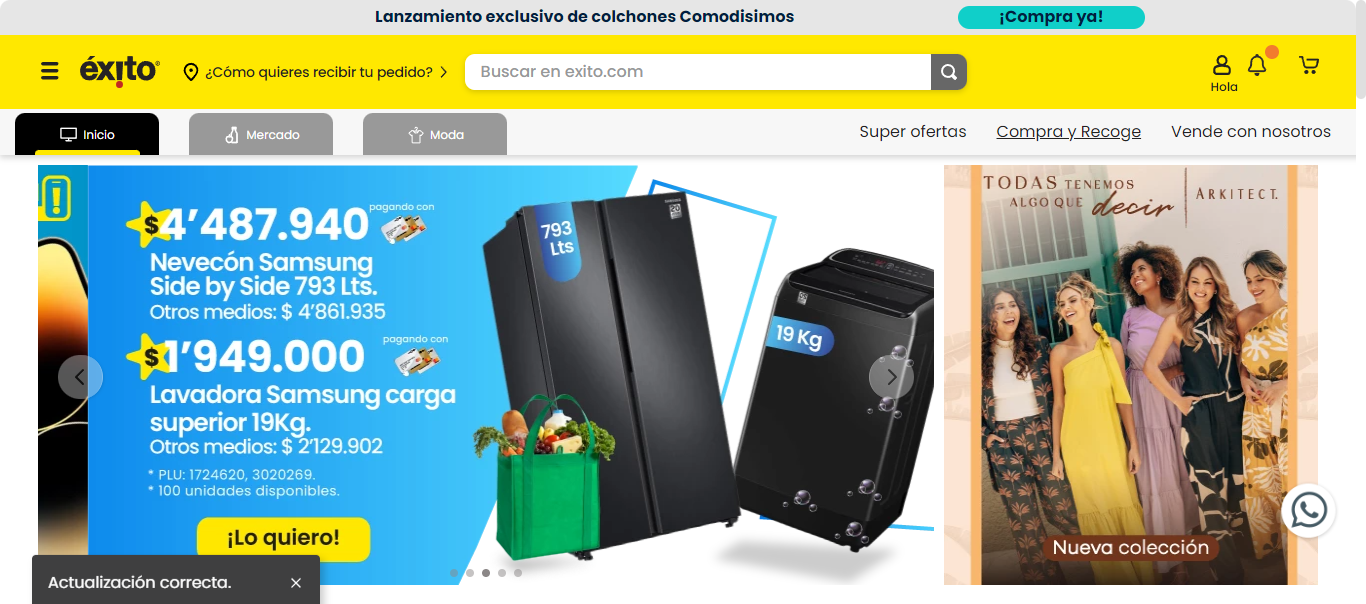 Lanzamiento exclusivo de colchones Comodisimos
¡Compra ya!
éxito
¿Cómo quieres recibir tu pedido?
Buscar en exito.com
Hola
Inicio
Mercado
Moda
Super ofertas
Compra y Recoge
Vende con nosotros
$4’487.940
pagando con
Nevecón Samsung
Side by Side 793 Lts.
Otros medios: $ 4’861.935
$1’949.000
pagando con
Lavadora Samsung carga
superior 19Kg.
Otros medios: $ 2’129.902
* PLU: 1724620, 3020269.
* 100 unidades disponibles.
¡Lo quiero!
793
Lts
SAMSUNG
20
19 Kg
20
TODAS TENEMOS
ALGO QUE decir
ARKITECT.
Nueva colección
Actualización correcta.